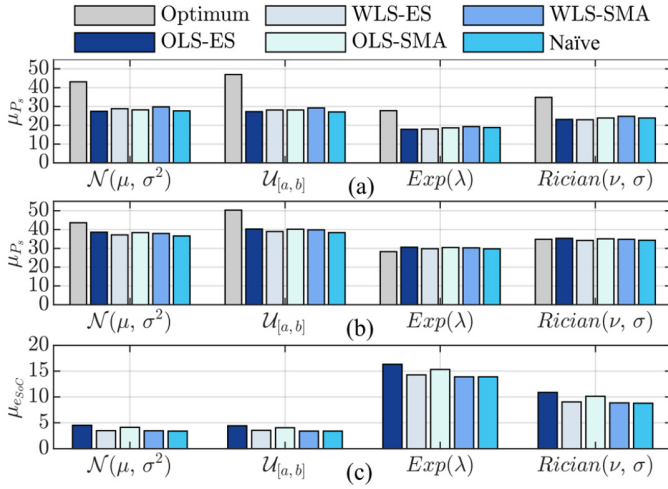 Optimum WLS-ES WLS-SMA
OLS-ES OLS-SMA Naïve
50
40
30
20
10
0
μ_{P_s}
𝒩(μ, σ²) 𝒰_{[a, b]} (a) Exp(λ) Rician(ν, σ)
50
40
30
20
10
0
μ_{P_s}
𝒩(μ, σ²) 𝒰_{[a, b]} (b) Exp(λ) Rician(ν, σ)
20
15
10
5
0
μ_{e_{SoC}}
𝒩(μ, σ²) 𝒰_{[a, b]} (c) Exp(λ) Rician(ν, σ)